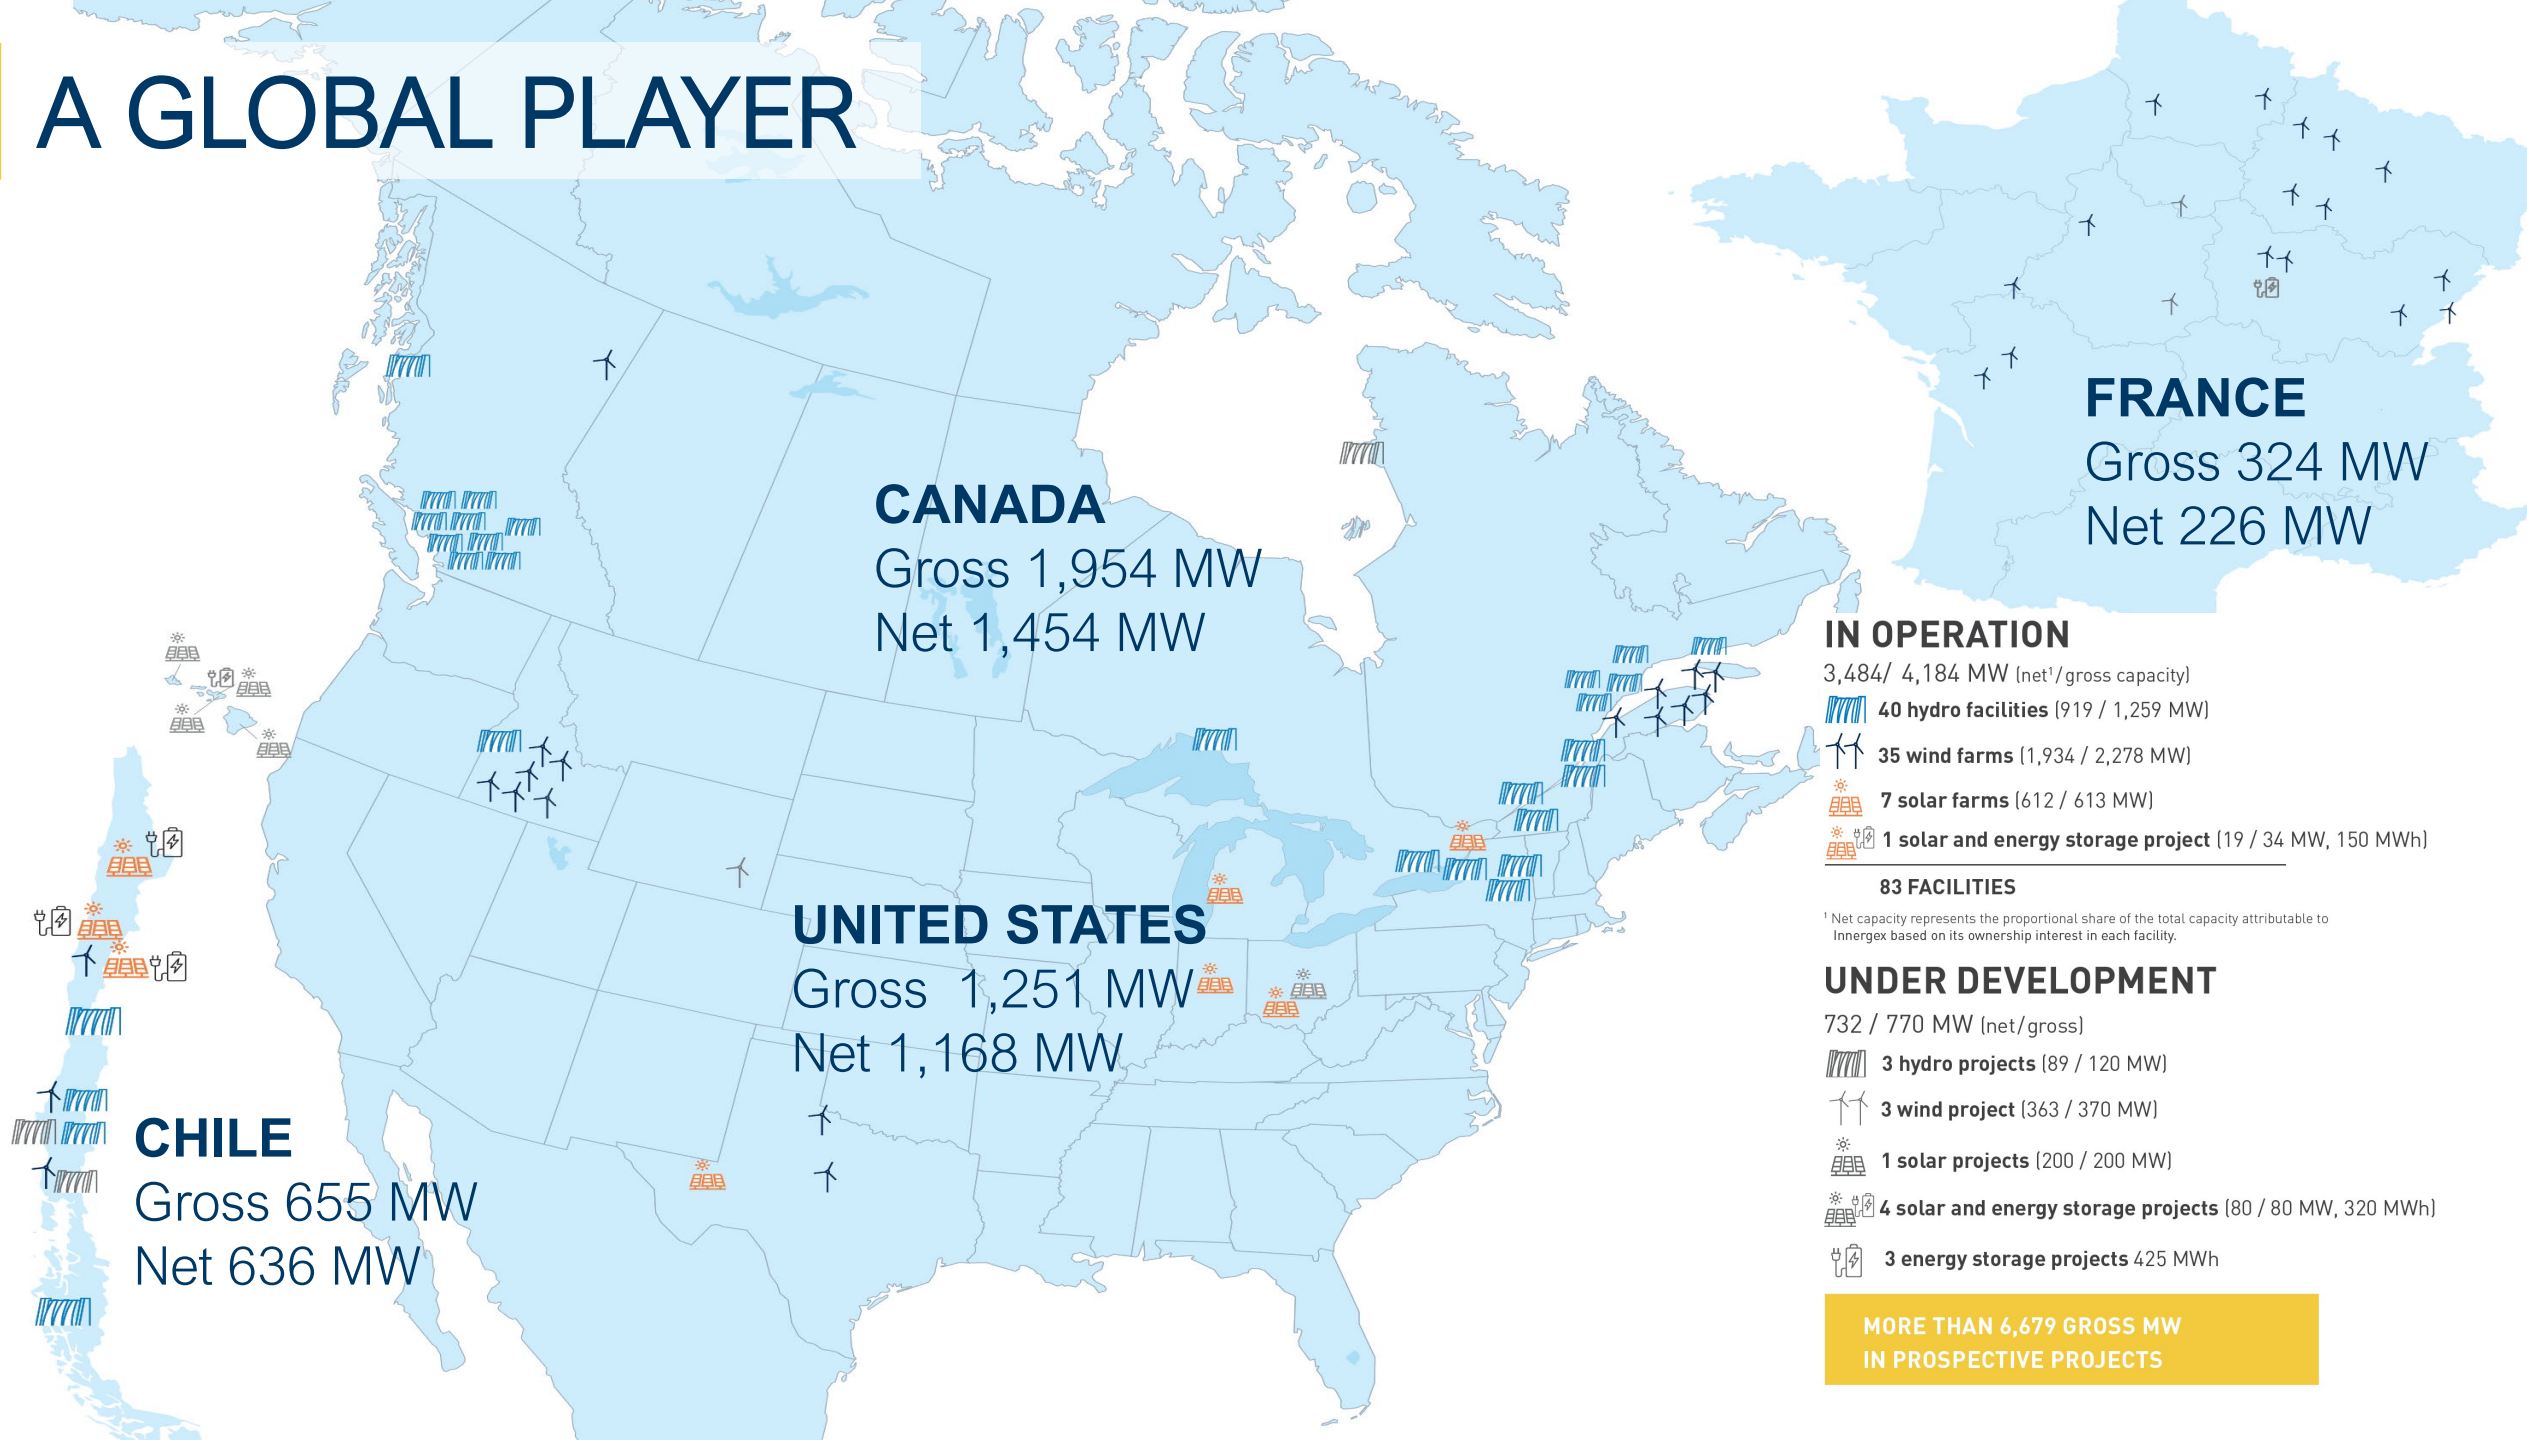 A GLOBAL PLAYER
CANADA
Gross 1,954 MW
Net 1,454 MW
UNITED STATES
Gross 1,251 MW
Net 1,168 MW
CHILE
Gross 655 MW
Net 636 MW
FRANCE
Gross 324 MW
Net 226 MW
IN OPERATION
3,484/ 4,184 MW (net¹/gross capacity)
40 hydro facilities (919 / 1,259 MW)
35 wind farms (1,934 / 2,278 MW)
7 solar farms (612 / 613 MW)
1 solar and energy storage project (19 / 34 MW, 150 MWh)
83 FACILITIES
¹ Net capacity represents the proportional share of the total capacity attributable to
Innergex based on its ownership interest in each facility.
UNDER DEVELOPMENT
732 / 770 MW (net/gross)
3 hydro projects (89 / 120 MW)
3 wind project (363 / 370 MW)
1 solar projects (200 / 200 MW)
4 solar and energy storage projects (80 / 80 MW, 320 MWh)
3 energy storage projects 425 MWh
MORE THAN 6,679 GROSS MW
IN PROSPECTIVE PROJECTS